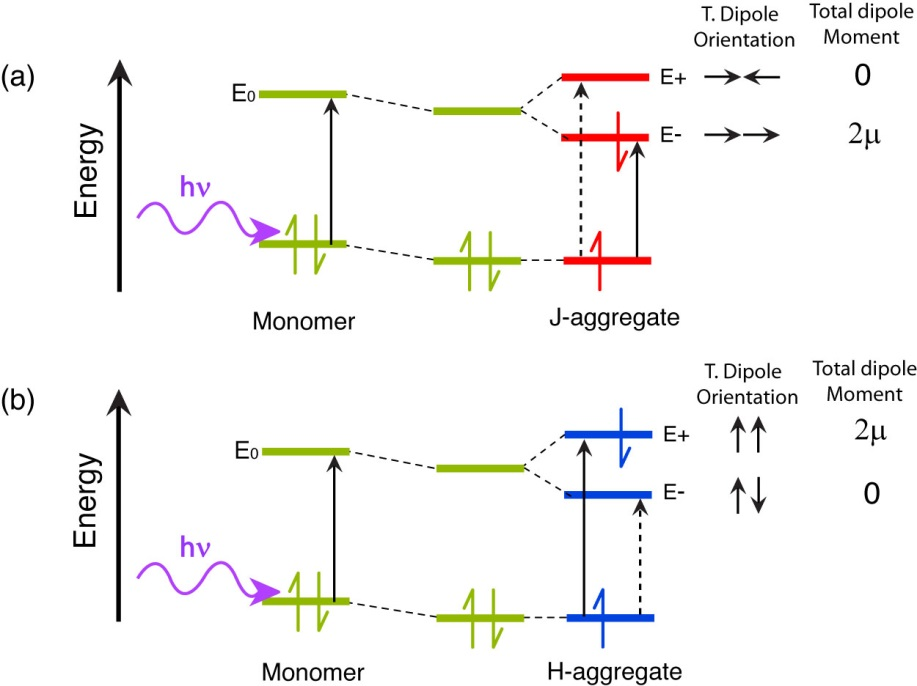 (a)
T. Dipole Orientation
Total dipole Moment
Energy
E0
E+
0
E-
2μ
hν
Monomer
J-aggregate
(b)
T. Dipole Orientation
Total dipole Moment
Energy
E0
E+
2μ
E-
0
hν
Monomer
H-aggregate